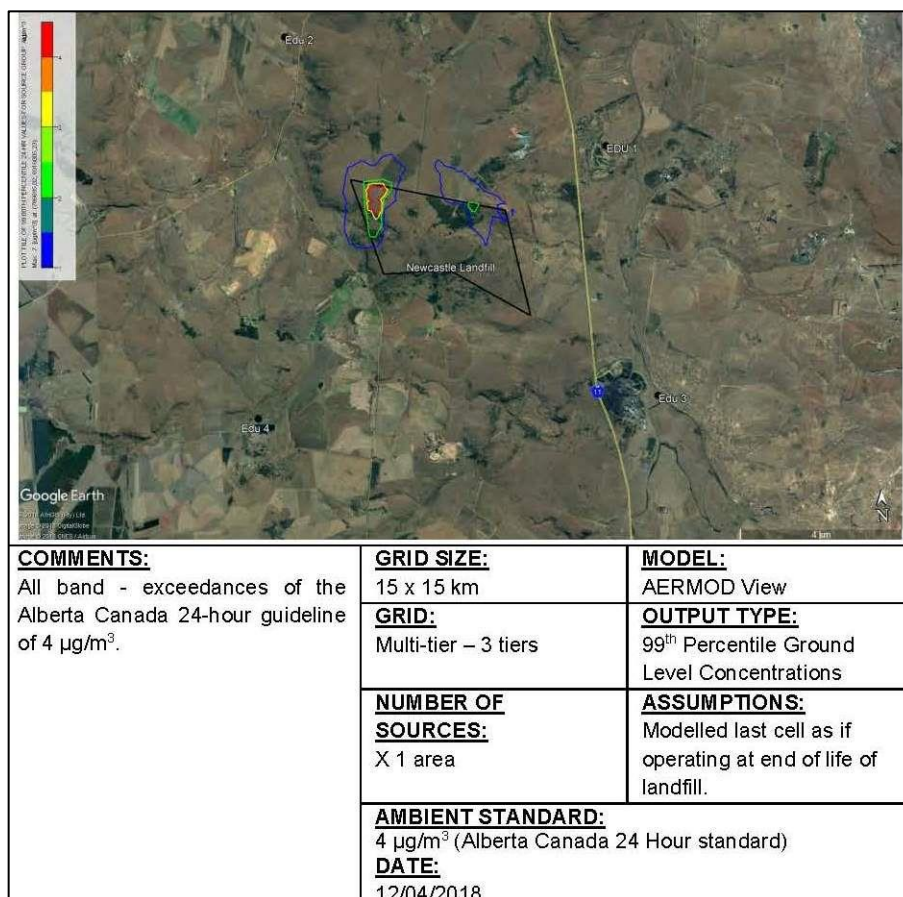 Edu 2
EDU 1
Newcastle Landfill
11
Edu 3
Edu 4
Google Earth
4 km
N
COMMENTS:
All band - exceedances of the
Alberta Canada 24-hour guideline
of 4 µg/m³.
GRID SIZE:
15 x 15 km
MODEL:
AERMOD View
GRID:
Multi-tier – 3 tiers
OUTPUT TYPE:
99th Percentile Ground
Level Concentrations
NUMBER OF
SOURCES:
X 1 area
ASSUMPTIONS:
Modelled last cell as if
operating at end of life of
landfill.
AMBIENT STANDARD:
4 µg/m³ (Alberta Canada 24 Hour standard)
DATE:
12/04/2018